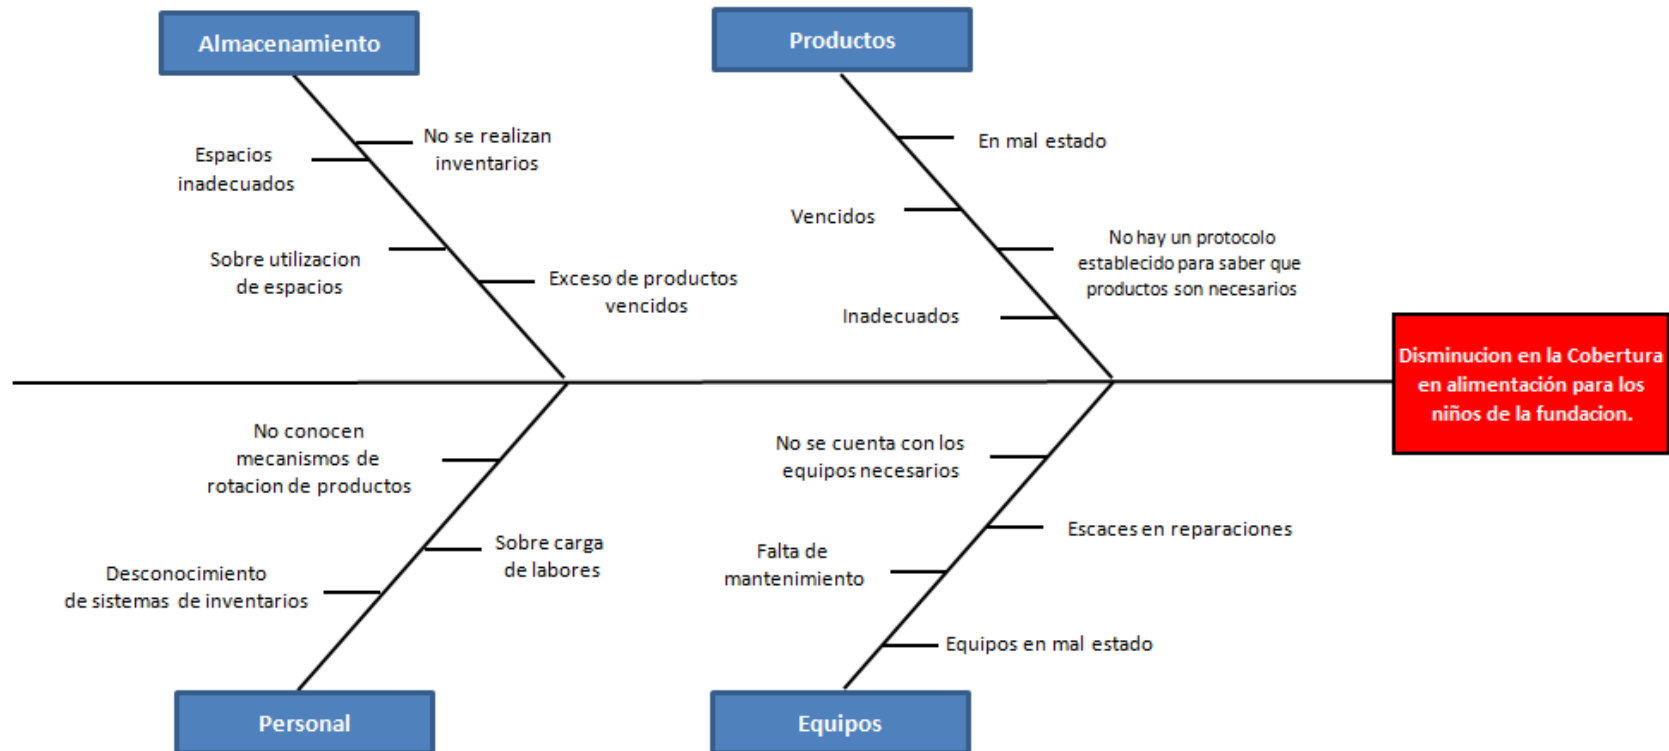 Almacenamiento
Productos
No se realizan
inventarios
Espacios
inadecuados
Sobre utilizacion
de espacios
Exceso de productos
vencidos
En mal estado
Vencidos
No hay un protocolo
establecido para saber que
productos son necesarios
Inadecuados
Disminucion en la Cobertura
en alimentación para los
niños de la fundacion.
No conocen
mecanismos de
rotacion de productos
Sobre carga
de labores
Desconocimiento
de sistemas de inventarios
No se cuenta con los
equipos necesarios
Escaces en reparaciones
Falta de
mantenimiento
Equipos en mal estado
Personal
Equipos